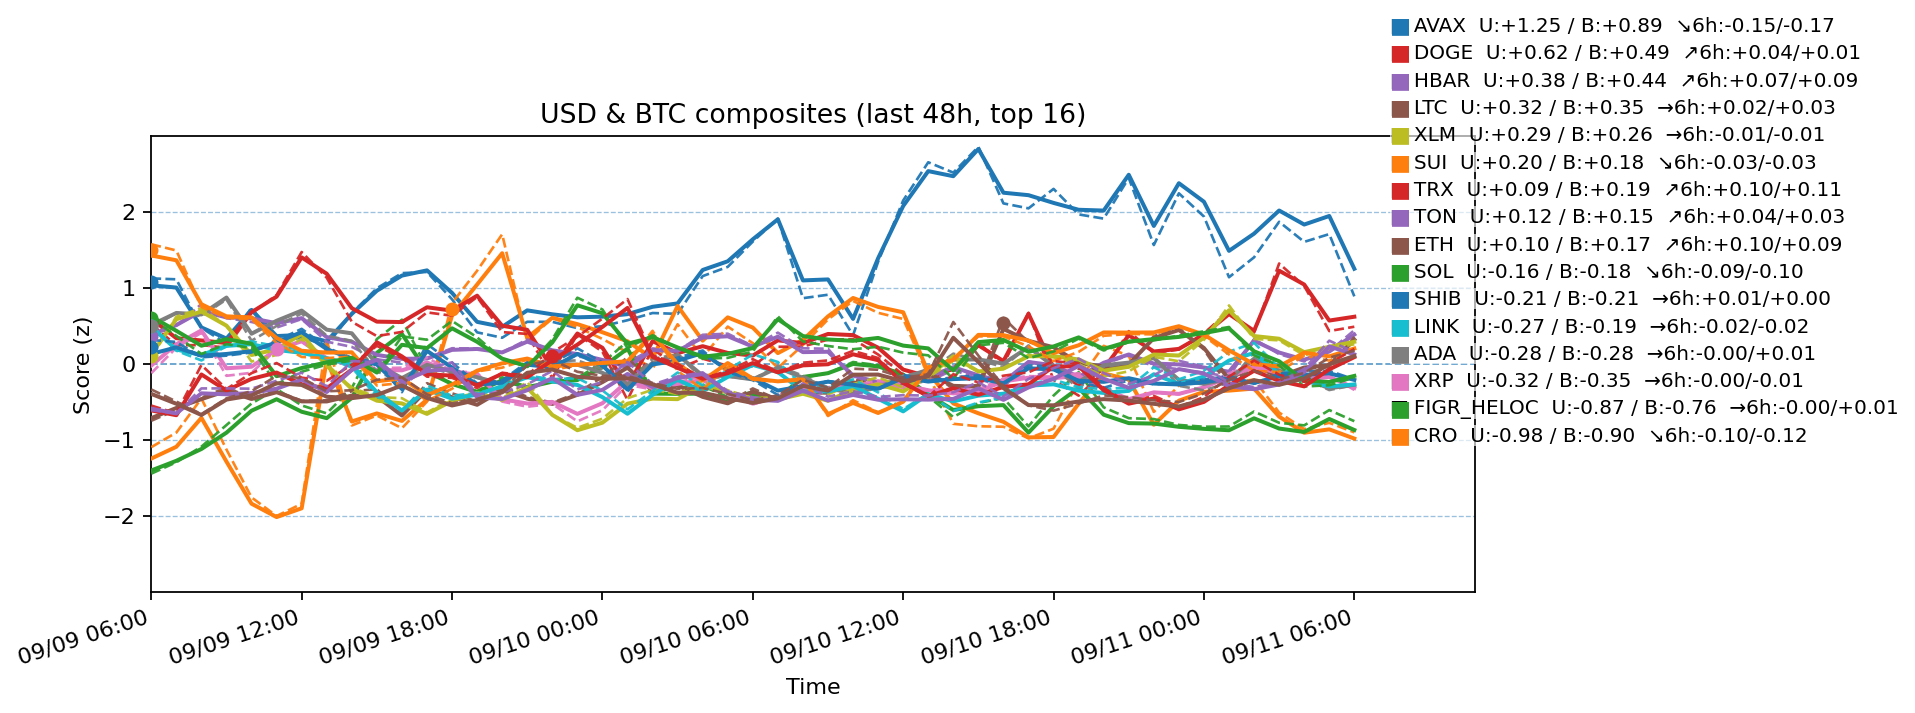 AVAX  U:+1.25 / B:+0.89  ↘6h:-0.15/-0.17
DOGE  U:+0.62 / B:+0.49  ↗6h:+0.04/+0.01
HBAR  U:+0.38 / B:+0.44  ↗6h:+0.07/+0.09
LTC  U:+0.32 / B:+0.35  →6h:+0.02/+0.03
XLM  U:+0.29 / B:+0.26  →6h:-0.01/-0.01
SUI  U:+0.20 / B:+0.18  ↘6h:-0.03/-0.03
TRX  U:+0.09 / B:+0.19  ↗6h:+0.10/+0.11
TON  U:+0.12 / B:+0.15  ↗6h:+0.04/+0.03
ETH  U:+0.10 / B:+0.17  ↗6h:+0.10/+0.09
SOL  U:-0.16 / B:-0.18  ↘6h:-0.09/-0.10
SHIB  U:-0.21 / B:-0.21  →6h:+0.01/+0.00
LINK  U:-0.27 / B:-0.19  →6h:-0.02/-0.02
ADA  U:-0.28 / B:-0.28  →6h:-0.00/+0.01
XRP  U:-0.32 / B:-0.35  →6h:-0.00/-0.01
FIGR_HELOC  U:-0.87 / B:-0.76  →6h:-0.00/+0.01
CRO  U:-0.98 / B:-0.90  ↘6h:-0.10/-0.12
USD & BTC composites (last 48h, top 16)
Score (z)
2
1
0
−1
−2
09/09 06:00
09/09 12:00
09/09 18:00
09/10 00:00
09/10 06:00
09/10 12:00
09/10 18:00
09/11 00:00
09/11 06:00
Time